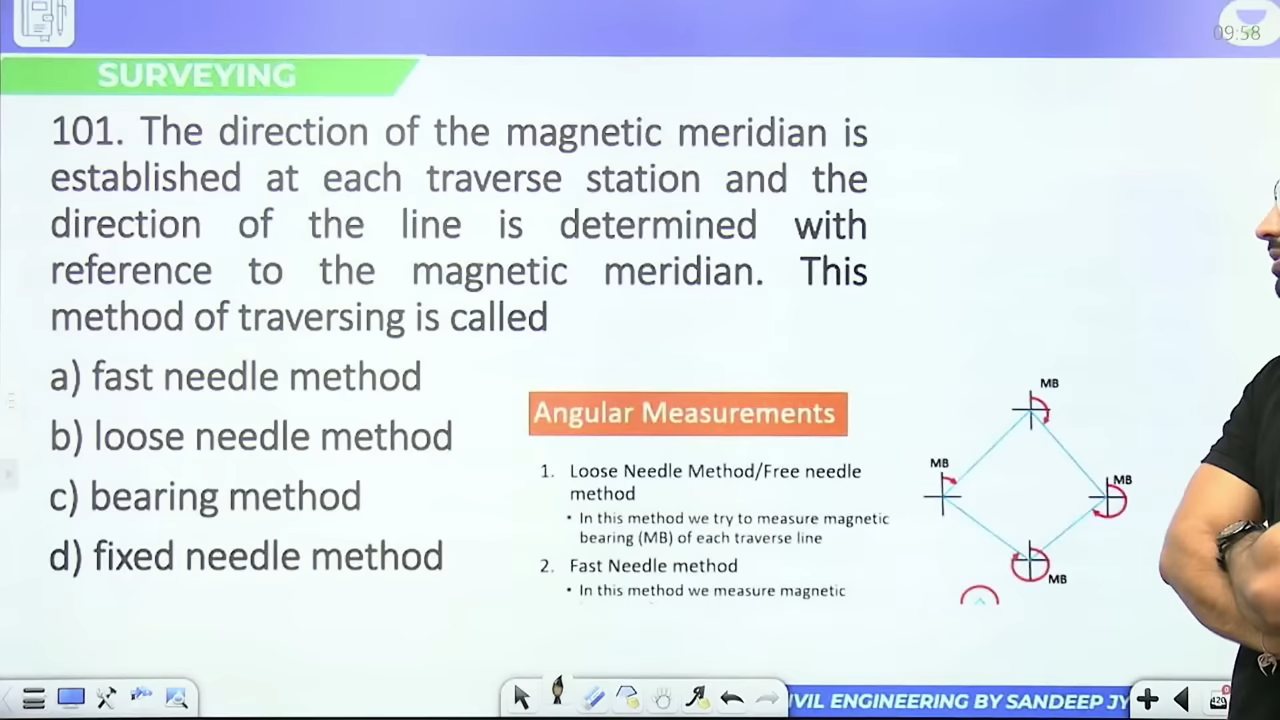 09:58
SURVEYING
101. The direction of the magnetic meridian is
established at each traverse station and the
direction of the line is determined with
reference to the magnetic meridian. This
method of traversing is called
a) fast needle method
b) loose needle method
c) bearing method
d) fixed needle method
Angular Measurements
1. Loose Needle Method/Free needle
method
• In this method we try to measure magnetic
bearing (MB) of each traverse line
2. Fast Needle method
• In this method we measure magnetic
MB
MB
MB
MB
IVIL ENGINEERING BY SANDEEP JY
420